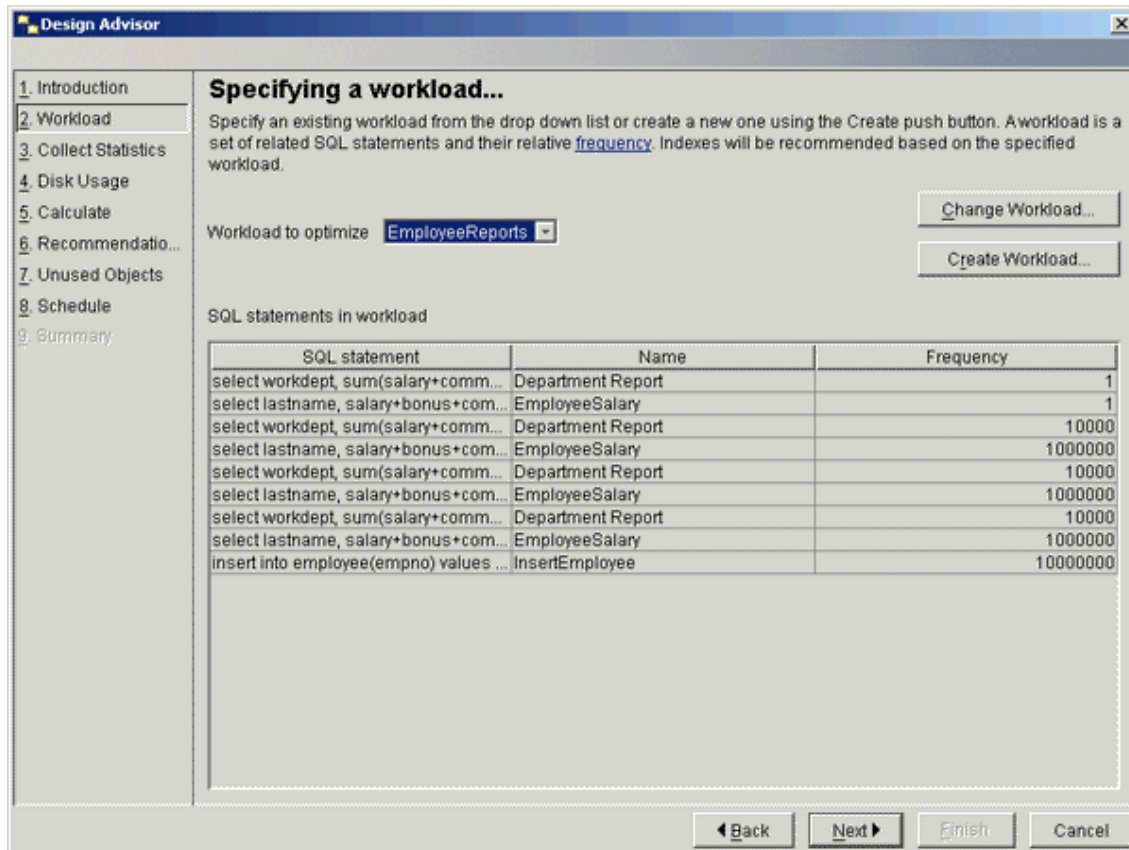 Design Advisor
1. Introduction
2. Workload
3. Collect Statistics
4. Disk Usage
5. Calculate
6. Recommendatio...
7. Unused Objects
8. Schedule
9. Summary
Specifying a workload...
Specify an existing workload from the drop down list or create a new one using the Create push button. A workload is a
set of related SQL statements and their relative frequency. Indexes will be recommended based on the specified
workload.
Change Workload...
Workload to optimize EmployeeReports
Create Workload...
SQL statements in workload
SQL statement Name Frequency
select workdept, sum(salary+comm... Department Report 1
select lastname, salary+bonus+com... EmployeeSalary 1
select workdept, sum(salary+comm... Department Report 10000
select lastname, salary+bonus+com... EmployeeSalary 1000000
select workdept, sum(salary+comm... Department Report 10000
select lastname, salary+bonus+com... EmployeeSalary 1000000
select workdept, sum(salary+comm... Department Report 10000
select lastname, salary+bonus+com... EmployeeSalary 1000000
insert into employee(empno) values ... InsertEmployee 10000000
Back Next Finish Cancel